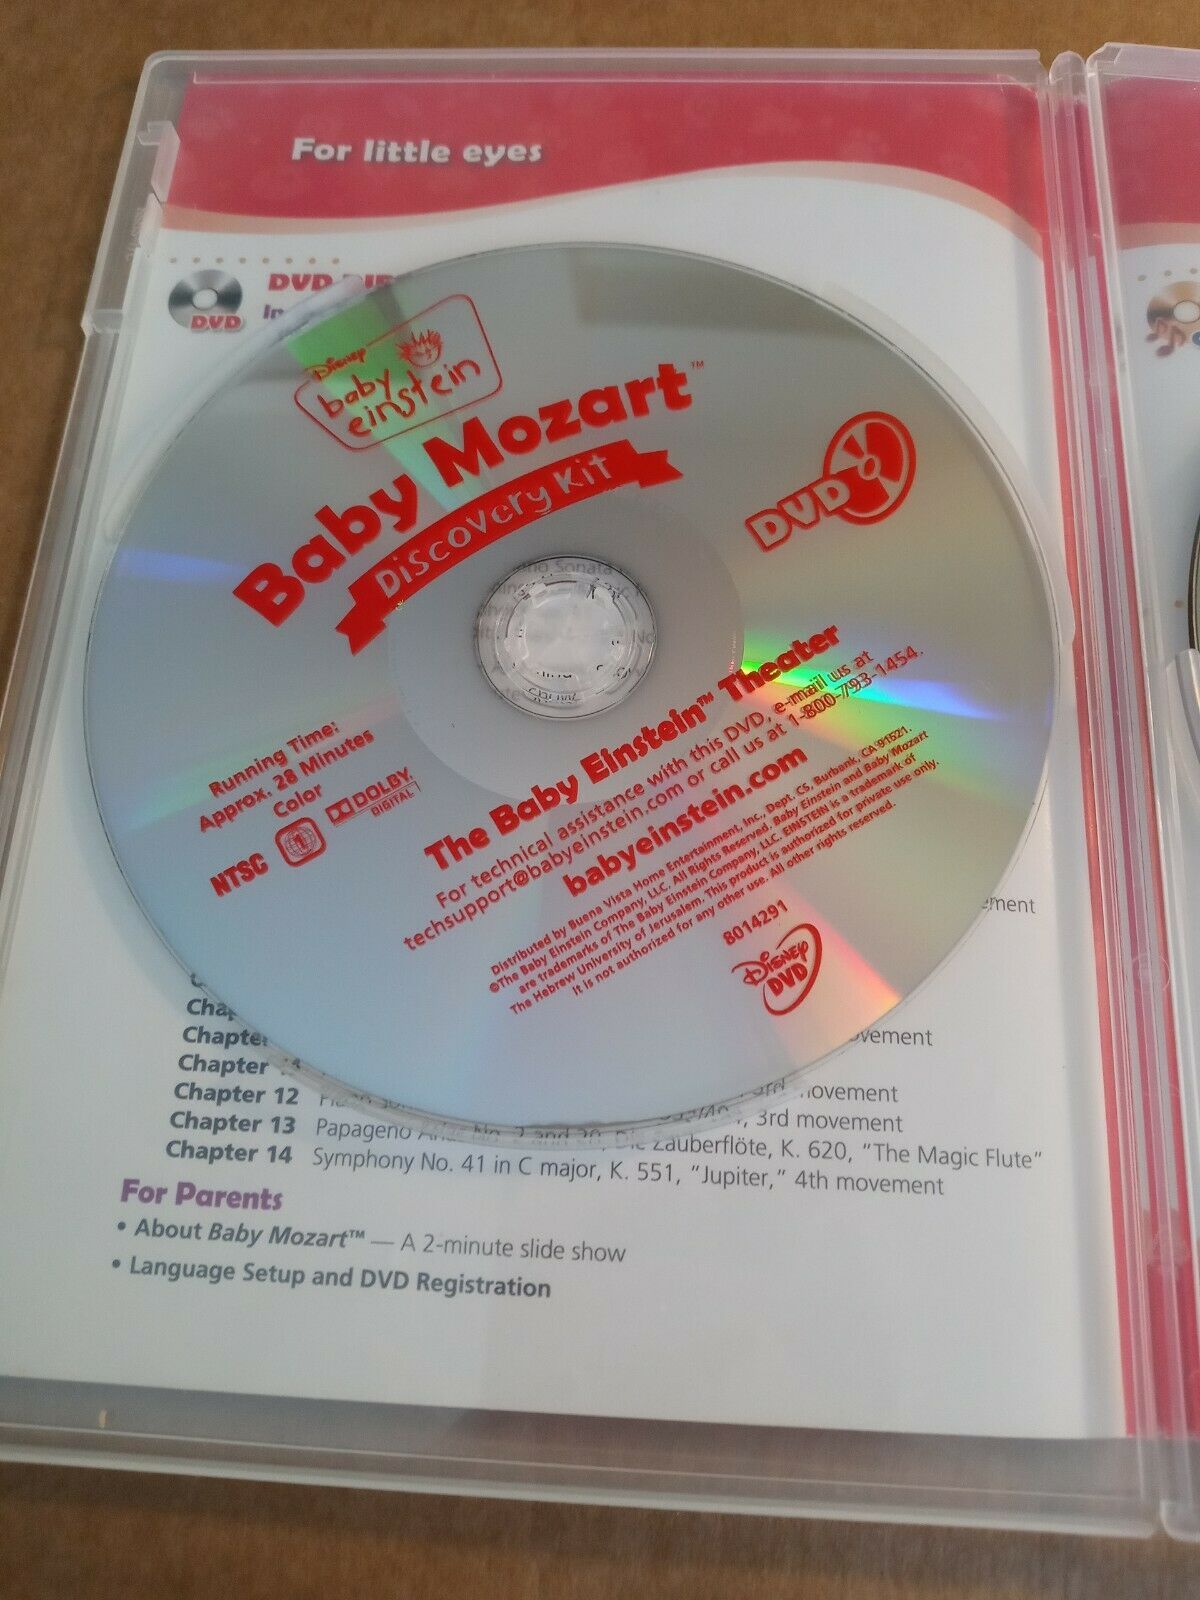 For little eyes
DVD
DVD
Disney
baby
einstein
Baby Mozart™
Discovery Kit
DVD
Sonata
Running Time:
Approx. 28 Minutes
Color
NTSC
1
DOLBY
DIGITAL
The Baby Einstein™ Theater
For technical assistance with this DVD, e-mail us at
techsupport@babyeinstein.com or call us at 1-800-793-1454.
babyeinstein.com
Distributed by Buena Vista Home Entertainment, Inc., Dept. CS, Burbank, CA 91521.
©The Baby Einstein Company, LLC. All Rights Reserved. Baby Einstein and Baby Mozart
are trademarks of The Baby Einstein Company, LLC. EINSTEIN is a trademark of
The Hebrew University of Jerusalem. This product is authorized for private use only.
It is not authorized for any other use. All other rights reserved.
8014291
Disney
DVD
Chapter
Chapter
Chapter 12 3rd movement
Chapter 13 Papageno Arias No. 2 and 20, Die Zauberflöte, K. 620, "The Magic Flute"
Chapter 14 Symphony No. 41 in C major, K. 551, "Jupiter," 4th movement
For Parents
• About Baby Mozart™ — A 2-minute slide show
• Language Setup and DVD Registration